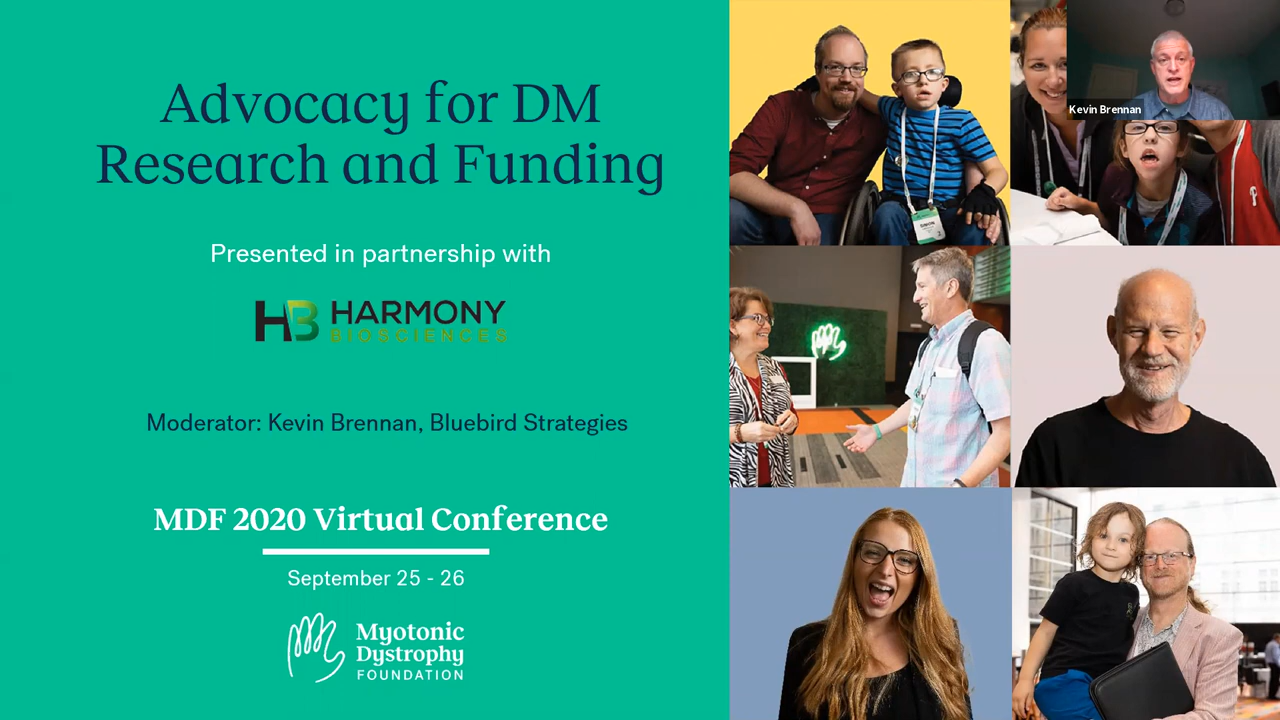 Advocacy for DM
Research and Funding
Presented in partnership with
HB HARMONY
BIOSCIENCES
Moderator: Kevin Brennan, Bluebird Strategies
MDF 2020 Virtual Conference
September 25 - 26
Myotonic
Dystrophy
FOUNDATION
Kevin Brennan